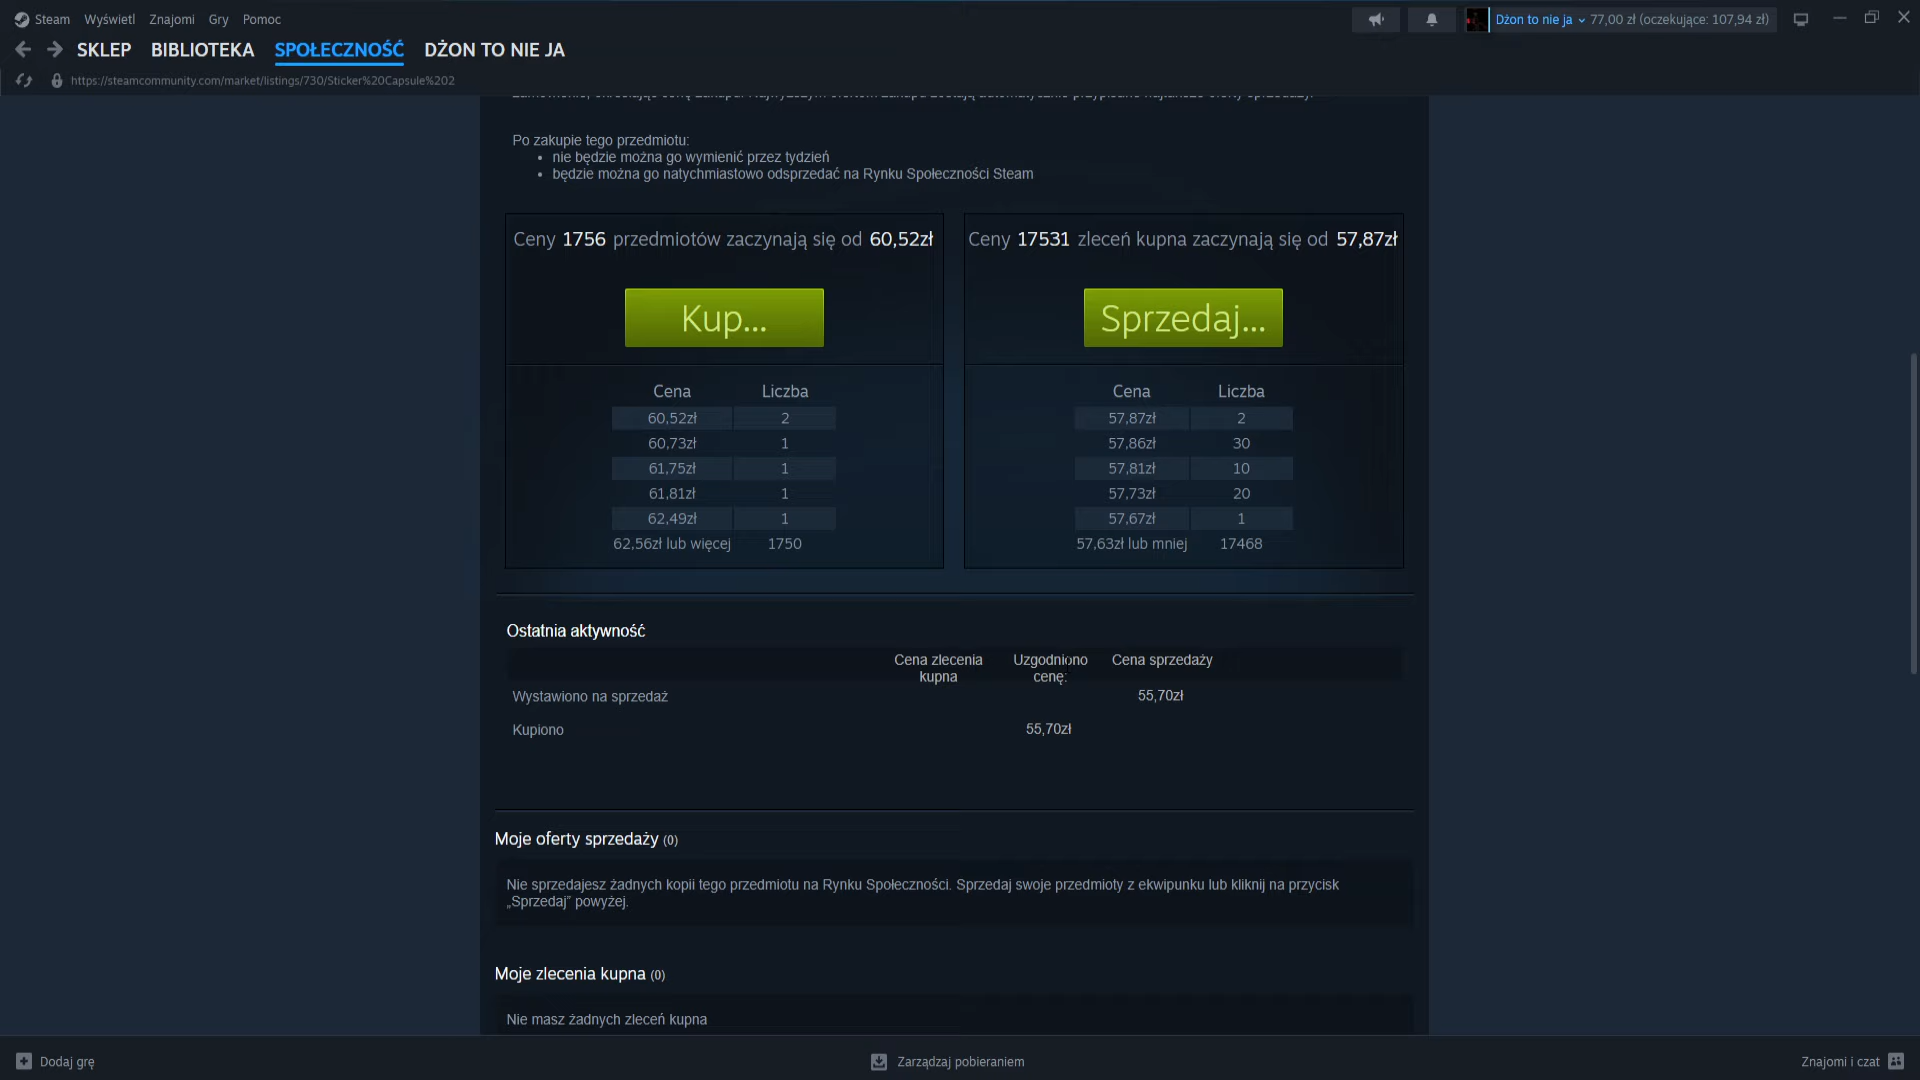 Steam Wyświetl Znajomi Gry Pomoc
Dżon to nie ja 77,00 zł (oczekujące: 107,94 zł)
SKLEP BIBLIOTEKA SPOŁECZNOŚĆ DŻON TO NIE JA
https://steamcommunity.com/market/listings/730/Sticker%20Capsule%202
Po zakupie tego przedmiotu:
• nie będzie można go wymienić przez tydzień
• będzie można go natychmiastowo odsprzedać na Rynku Społeczności Steam
Ceny 1756 przedmiotów zaczynają się od 60,52zł
Kup...
Cena Liczba
60,52zł 2
60,73zł 1
61,75zł 1
61,81zł 1
62,49zł 1
62,56zł lub więcej 1750
Ceny 17531 zleceń kupna zaczynają się od 57,87zł
Sprzedaj...
Cena Liczba
57,87zł 2
57,86zł 30
57,81zł 10
57,73zł 20
57,67zł 1
57,63zł lub mniej 17468
Ostatnia aktywność
Cena zlecenia kupna
Uzgodniono cenę:
Cena sprzedaży
Wystawiono na sprzedaż 55,70zł
Kupiono 55,70zł
Moje oferty sprzedaży (0)
Nie sprzedajesz żadnych kopii tego przedmiotu na Rynku Społeczności. Sprzedaj swoje przedmioty z ekwipunku lub kliknij na przycisk
„Sprzedaj” powyżej.
Moje zlecenia kupna (0)
Nie masz żadnych zleceń kupna
Dodaj grę
Zarządzaj pobieraniem
Znajomi i czat